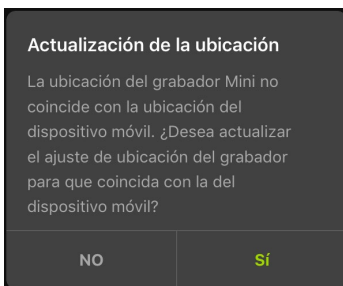 Actualización de la ubicación
La ubicación del grabador Mini no
coincide con la ubicación del
dispositivo móvil. ¿Desea actualizar
el ajuste de ubicación del grabador
para que coincida con la del
dispositivo móvil?
NO
Sí